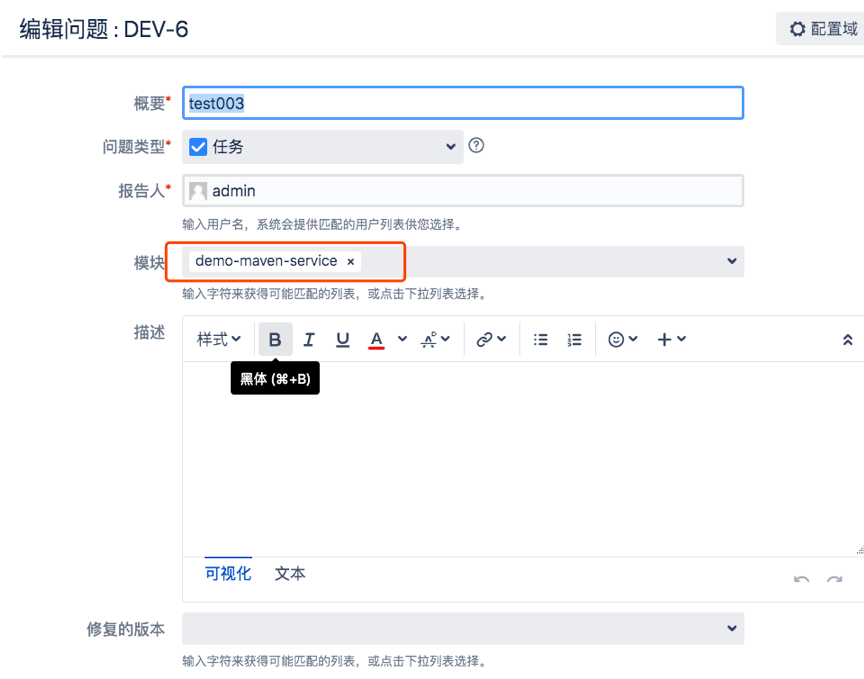 编辑问题 : DEV-6
配置域
概要*
test003
问题类型*
任务
报告人*
admin
输入用户名，系统会提供匹配的用户列表供您选择。
模块
demo-maven-service ×
输入字符来获得可能匹配的列表，或点击下拉列表选择。
描述
样式 B I U A
黑体 (⌘+B)
可视化 文本
修复的版本
输入字符来获得可能匹配的列表，或点击下拉列表选择。